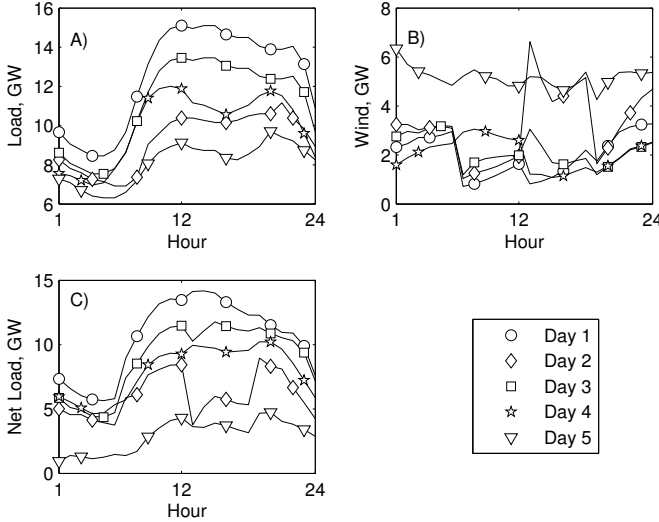 A)
Load, GW
16
14
12
10
8
6
1
12
24
Hour
B)
Wind, GW
8
6
4
2
0
1
12
24
Hour
C)
Net Load, GW
15
10
5
0
1
12
24
Hour
Day 1
Day 2
Day 3
Day 4
Day 5